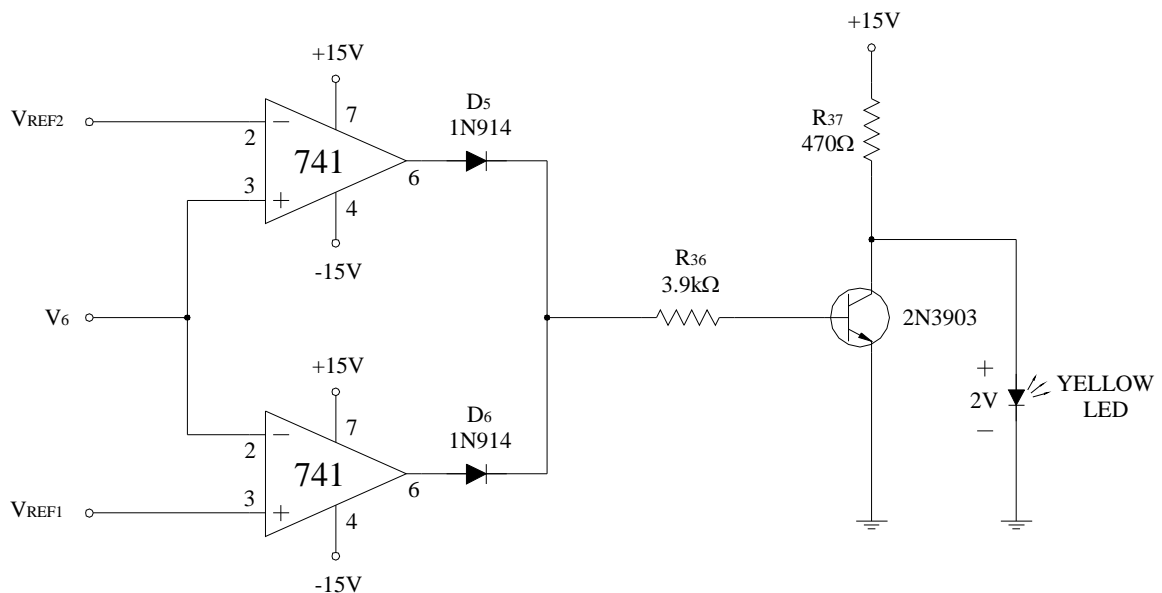 +15V
+15V
VREF2
2
3
741
7
4
6
-15V
D5
1N914
R37
470Ω
V6
R36
3.9kΩ
2N3903
+15V
2
3
741
7
4
6
-15V
D6
1N914
VREF1
+
2V
−
YELLOW
LED